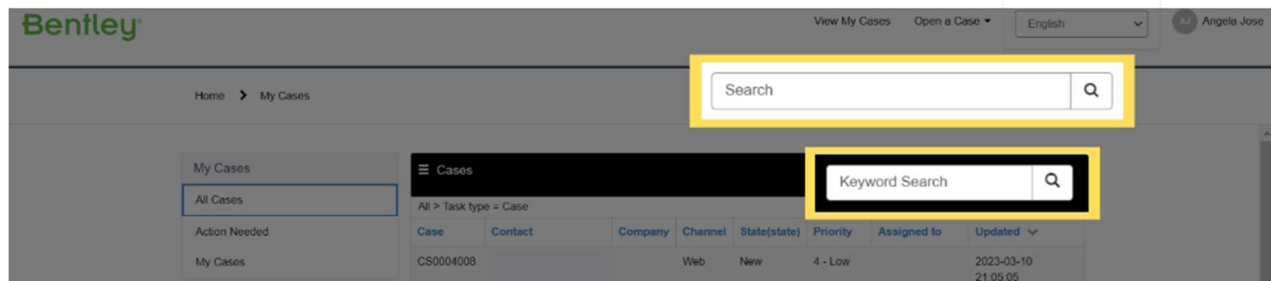 Bentley
View My Cases Open a Case English AJ Angela Jose
Home > My Cases
Search
My Cases
All Cases
Action Needed
My Cases
Cases
Keyword Search
All > Task type = Case
Case Contact Company Channel State(state) Priority Assigned to Updated
CS0004008 Web New 4 - Low 2023-03-10
21:05:05